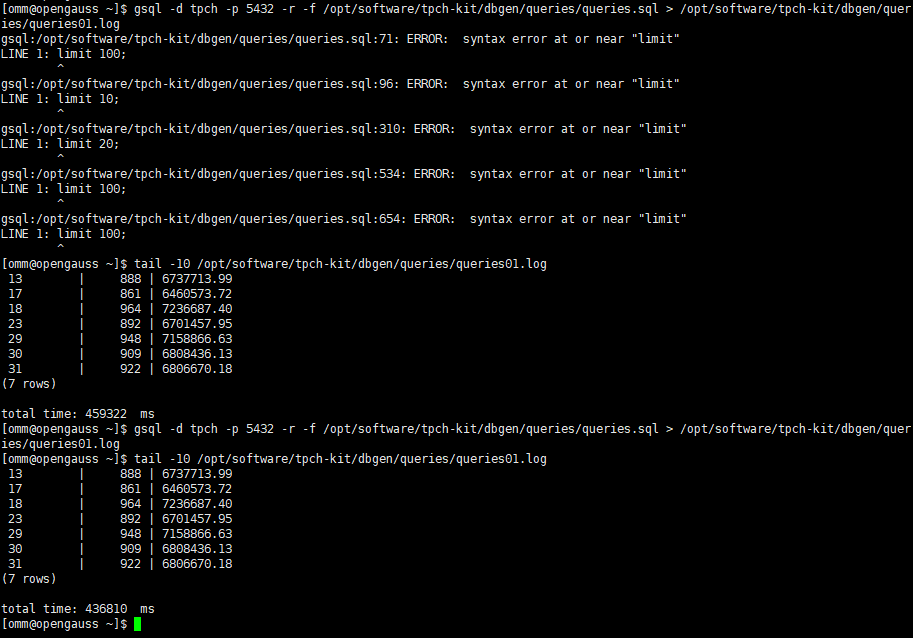 [omm@opengauss ~]$ gsql -d tpch -p 5432 -r -f /opt/software/tpch-kit/dbgen/queries/queries.sql > /opt/software/tpch-kit/dbgen/quer
ies/queries01.log
gsql:/opt/software/tpch-kit/dbgen/queries/queries.sql:71: ERROR:  syntax error at or near "limit"
LINE 1: limit 100;
        ^
gsql:/opt/software/tpch-kit/dbgen/queries/queries.sql:96: ERROR:  syntax error at or near "limit"
LINE 1: limit 10;
        ^
gsql:/opt/software/tpch-kit/dbgen/queries/queries.sql:310: ERROR:  syntax error at or near "limit"
LINE 1: limit 20;
        ^
gsql:/opt/software/tpch-kit/dbgen/queries/queries.sql:534: ERROR:  syntax error at or near "limit"
LINE 1: limit 100;
        ^
gsql:/opt/software/tpch-kit/dbgen/queries/queries.sql:654: ERROR:  syntax error at or near "limit"
LINE 1: limit 100;
        ^
[omm@opengauss ~]$ tail -10 /opt/software/tpch-kit/dbgen/queries/queries01.log
 13        |     888 | 6737713.99
 17        |     861 | 6460573.72
 18        |     964 | 7236687.40
 23        |     892 | 6701457.95
 29        |     948 | 7158866.63
 30        |     909 | 6808436.13
 31        |     922 | 6806670.18
(7 rows)

total time: 459322  ms
[omm@opengauss ~]$ gsql -d tpch -p 5432 -r -f /opt/software/tpch-kit/dbgen/queries/queries.sql > /opt/software/tpch-kit/dbgen/quer
ies/queries01.log
[omm@opengauss ~]$ tail -10 /opt/software/tpch-kit/dbgen/queries/queries01.log
 13        |     888 | 6737713.99
 17        |     861 | 6460573.72
 18        |     964 | 7236687.40
 23        |     892 | 6701457.95
 29        |     948 | 7158866.63
 30        |     909 | 6808436.13
 31        |     922 | 6806670.18
(7 rows)

total time: 436810  ms
[omm@opengauss ~]$